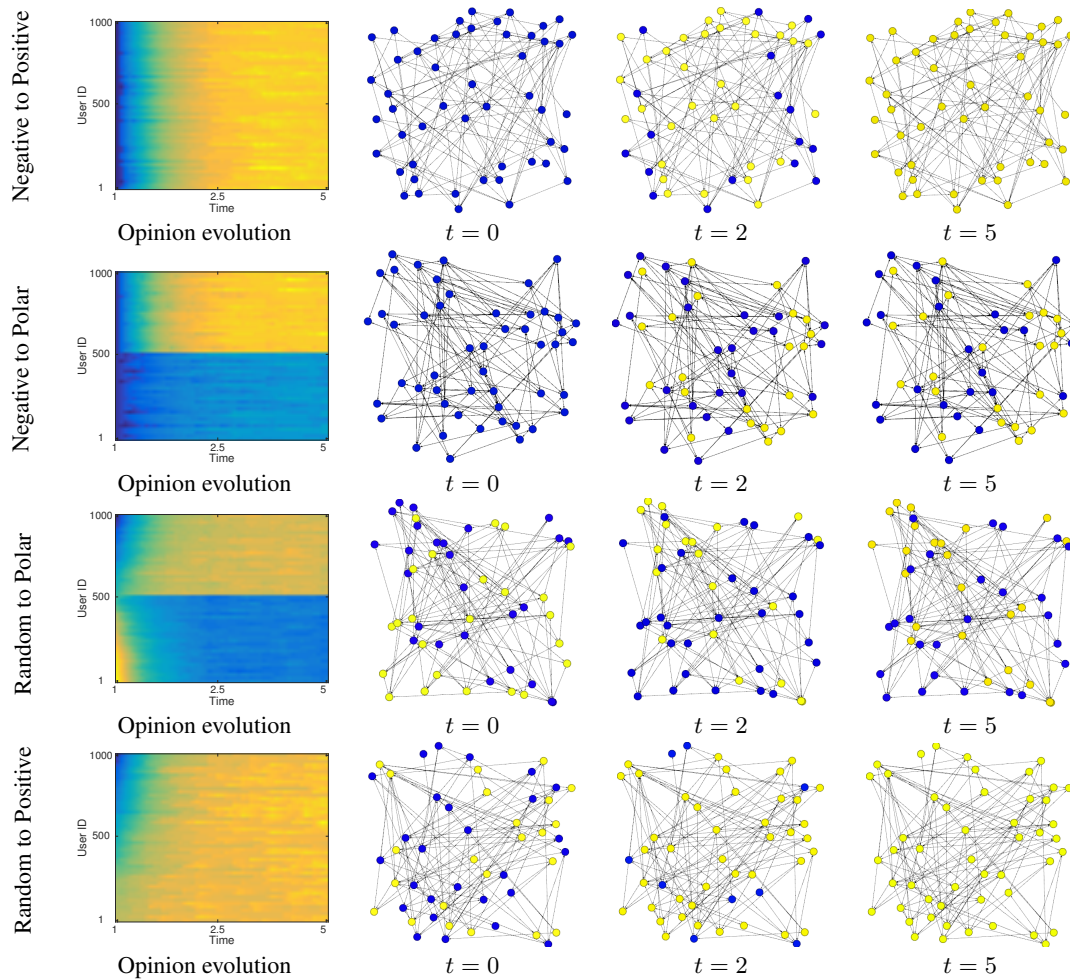 Negative to Positive
User ID
1000
500
1
1
2.5
5
Time
Opinion evolution
t = 0
t = 2
t = 5
Negative to Polar
User ID
1000
500
1
1
2.5
5
Time
Opinion evolution
t = 0
t = 2
t = 5
Random to Polar
User ID
1000
500
1
1
2.5
5
Time
Opinion evolution
t = 0
t = 2
t = 5
Random to Positive
User ID
1000
500
1
1
2.5
5
Time
Opinion evolution
t = 0
t = 2
t = 5